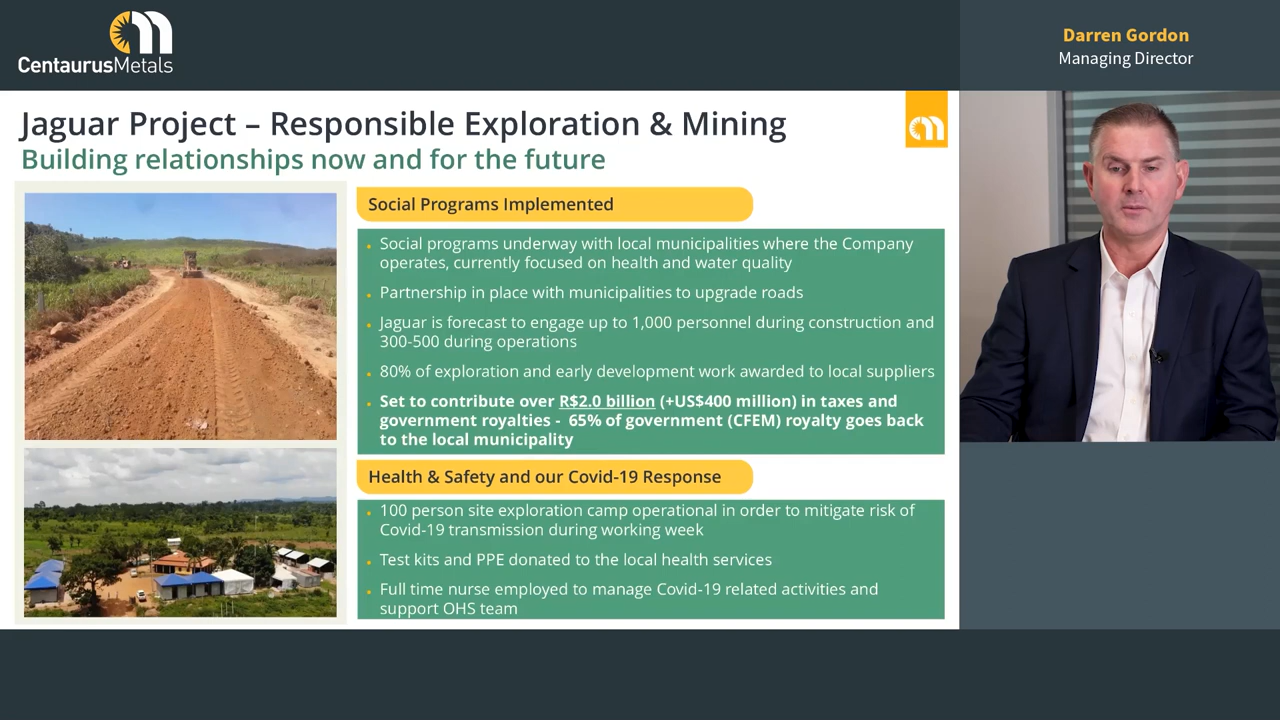 CentaurusMetals
Darren Gordon
Managing Director
Jaguar Project – Responsible Exploration & Mining
Building relationships now and for the future
Social Programs Implemented
Social programs underway with local municipalities where the Company
operates, currently focused on health and water quality
Partnership in place with municipalities to upgrade roads
Jaguar is forecast to engage up to 1,000 personnel during construction and
300-500 during operations
80% of exploration and early development work awarded to local suppliers
Set to contribute over R$2.0 billion (+US$400 million) in taxes and
government royalties - 65% of government (CFEM) royalty goes back
to the local municipality
Health & Safety and our Covid-19 Response
100 person site exploration camp operational in order to mitigate risk of
Covid-19 transmission during working week
Test kits and PPE donated to the local health services
Full time nurse employed to manage Covid-19 related activities and
support OHS team